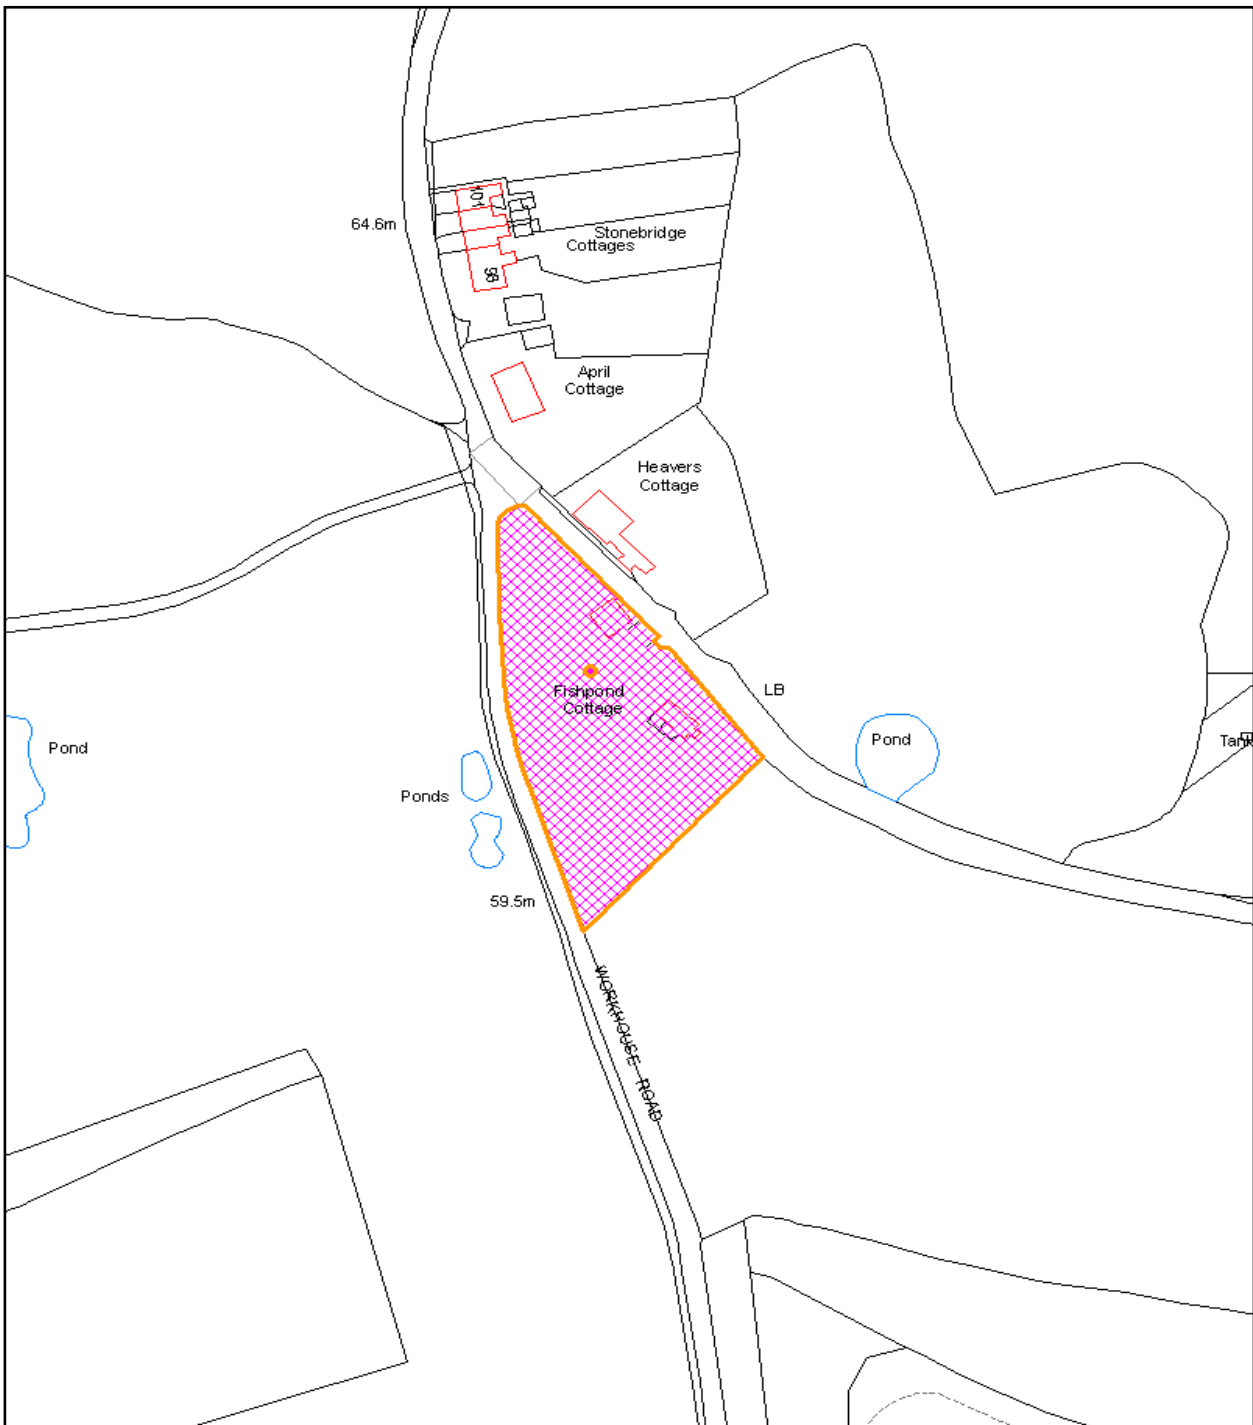 101
64.6m
Stonebridge
Cottages
98
April
Cottage
Heavers
Cottage
Fishpond
Cottage
LB
Pond
Pond
Tank
Ponds
59.5m
WORKHOUSE ROAD